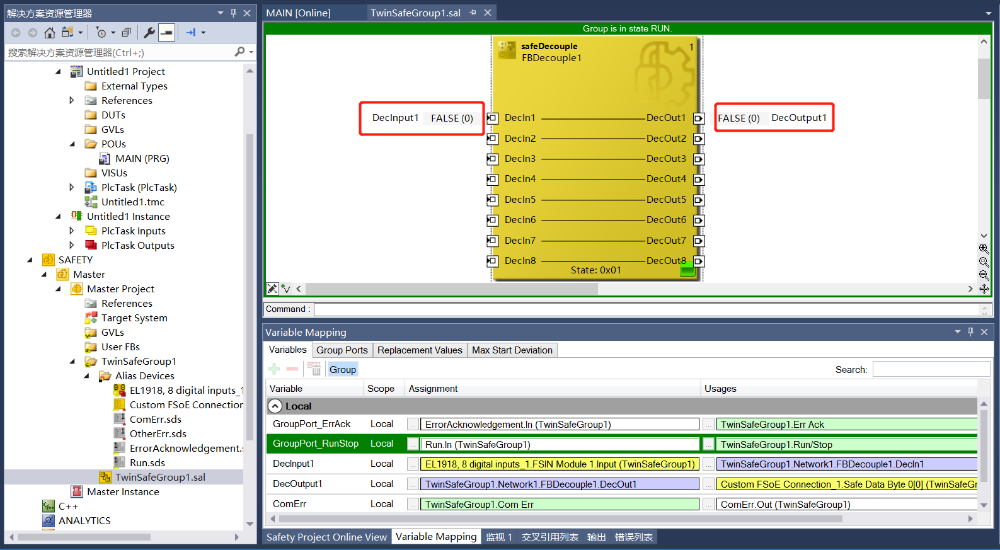 解决方案资源管理器
搜索解决方案资源管理器(Ctrl+;)
Untitled1 Project
External Types
References
DUTs
GVLs
POUs
MAIN (PRG)
VISUs
PlcTask (PlcTask)
Untitled1.tmc
Untitled1 Instance
PlcTask Inputs
PlcTask Outputs
SAFETY
Master
Master Project
References
Target System
GVLs
User FBs
TwinSafeGroup1
Alias Devices
EL1918, 8 digital inputs_1
Custom FSoE Connection
ComErr.sds
OtherErr.sds
ErrorAcknowledgement.s
Run.sds
TwinSafeGroup1.sal
Master Instance
C++
ANALYTICS
MAIN [Online]
TwinSafeGroup1.sal
Group is in state RUN.
safeDecouple 1
FBDecouple1
DecInput1 FALSE (0) DecIn1 DecOut1 FALSE (0) DecOutput1
DecIn2 DecOut2
DecIn3 DecOut3
DecIn4 DecOut4
DecIn5 DecOut5
DecIn6 DecOut6
DecIn7 DecOut7
DecIn8 DecOut8
State: 0x01
Command :
Variable Mapping
Variables Group Ports Replacement Values Max Start Deviation
Group Search:
Variable Scope Assignment Usages
Local
GroupPort_ErrAck Local ... ErrorAcknowledgement.In (TwinSafeGroup1) ... TwinSafeGroup1.Err Ack
GroupPort_RunStop Local ... Run.In (TwinSafeGroup1) ... TwinSafeGroup1.Run/Stop
DecInput1 Local ... EL1918, 8 digital inputs_1.FSIN Module 1.Input (TwinSafeGroup1) ... TwinSafeGroup1.Network1.FBDecouple1.DecIn1
DecOutput1 Local ... TwinSafeGroup1.Network1.FBDecouple1.DecOut1 ... Custom FSoE Connection_1.Safe Data Byte 0[0] (TwinSafeGr
ComErr Local ... TwinSafeGroup1.Com Err ... ComErr.Out (TwinSafeGroup1)
Safety Project Online View Variable Mapping 监视 1 交叉引用列表 输出 错误列表